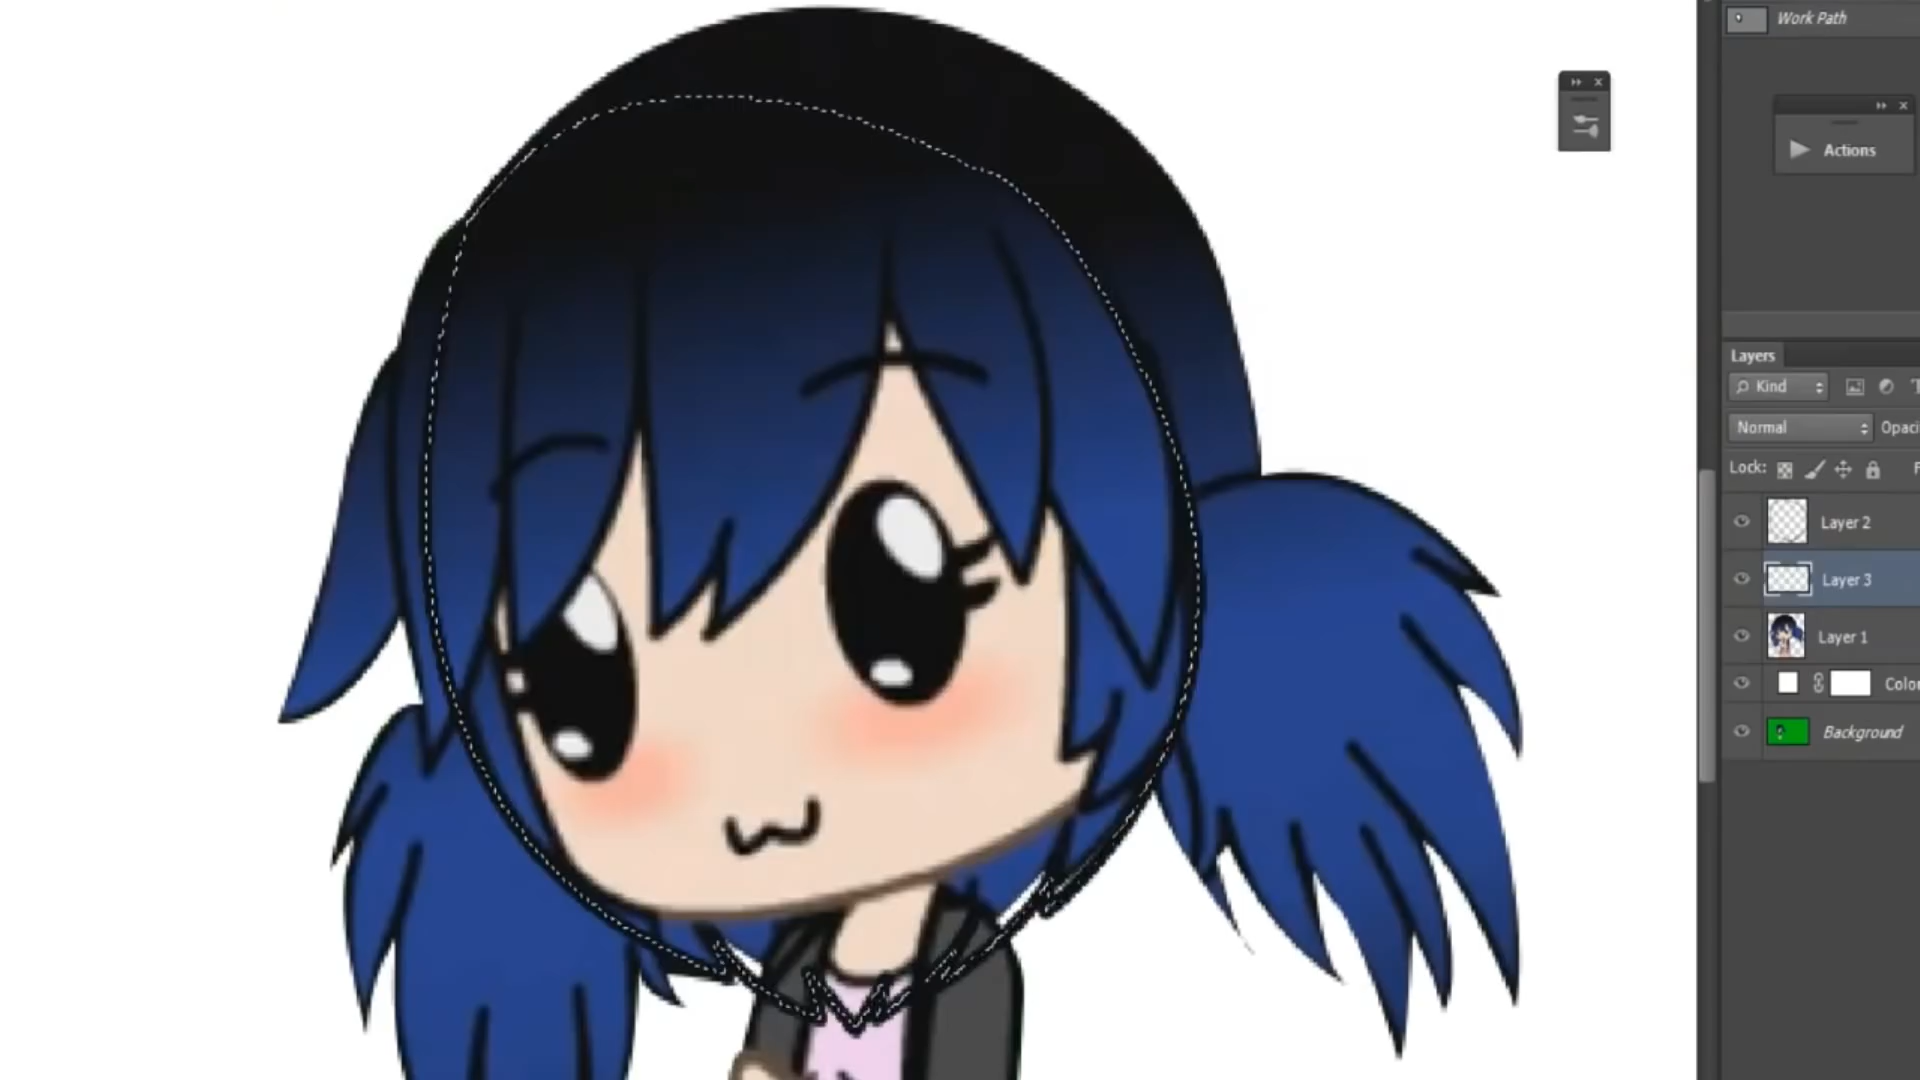 Work Path
Actions
Layers
Kind
Normal
Opaci
Lock:
Layer 2
Layer 3
Layer 1
Color
Background